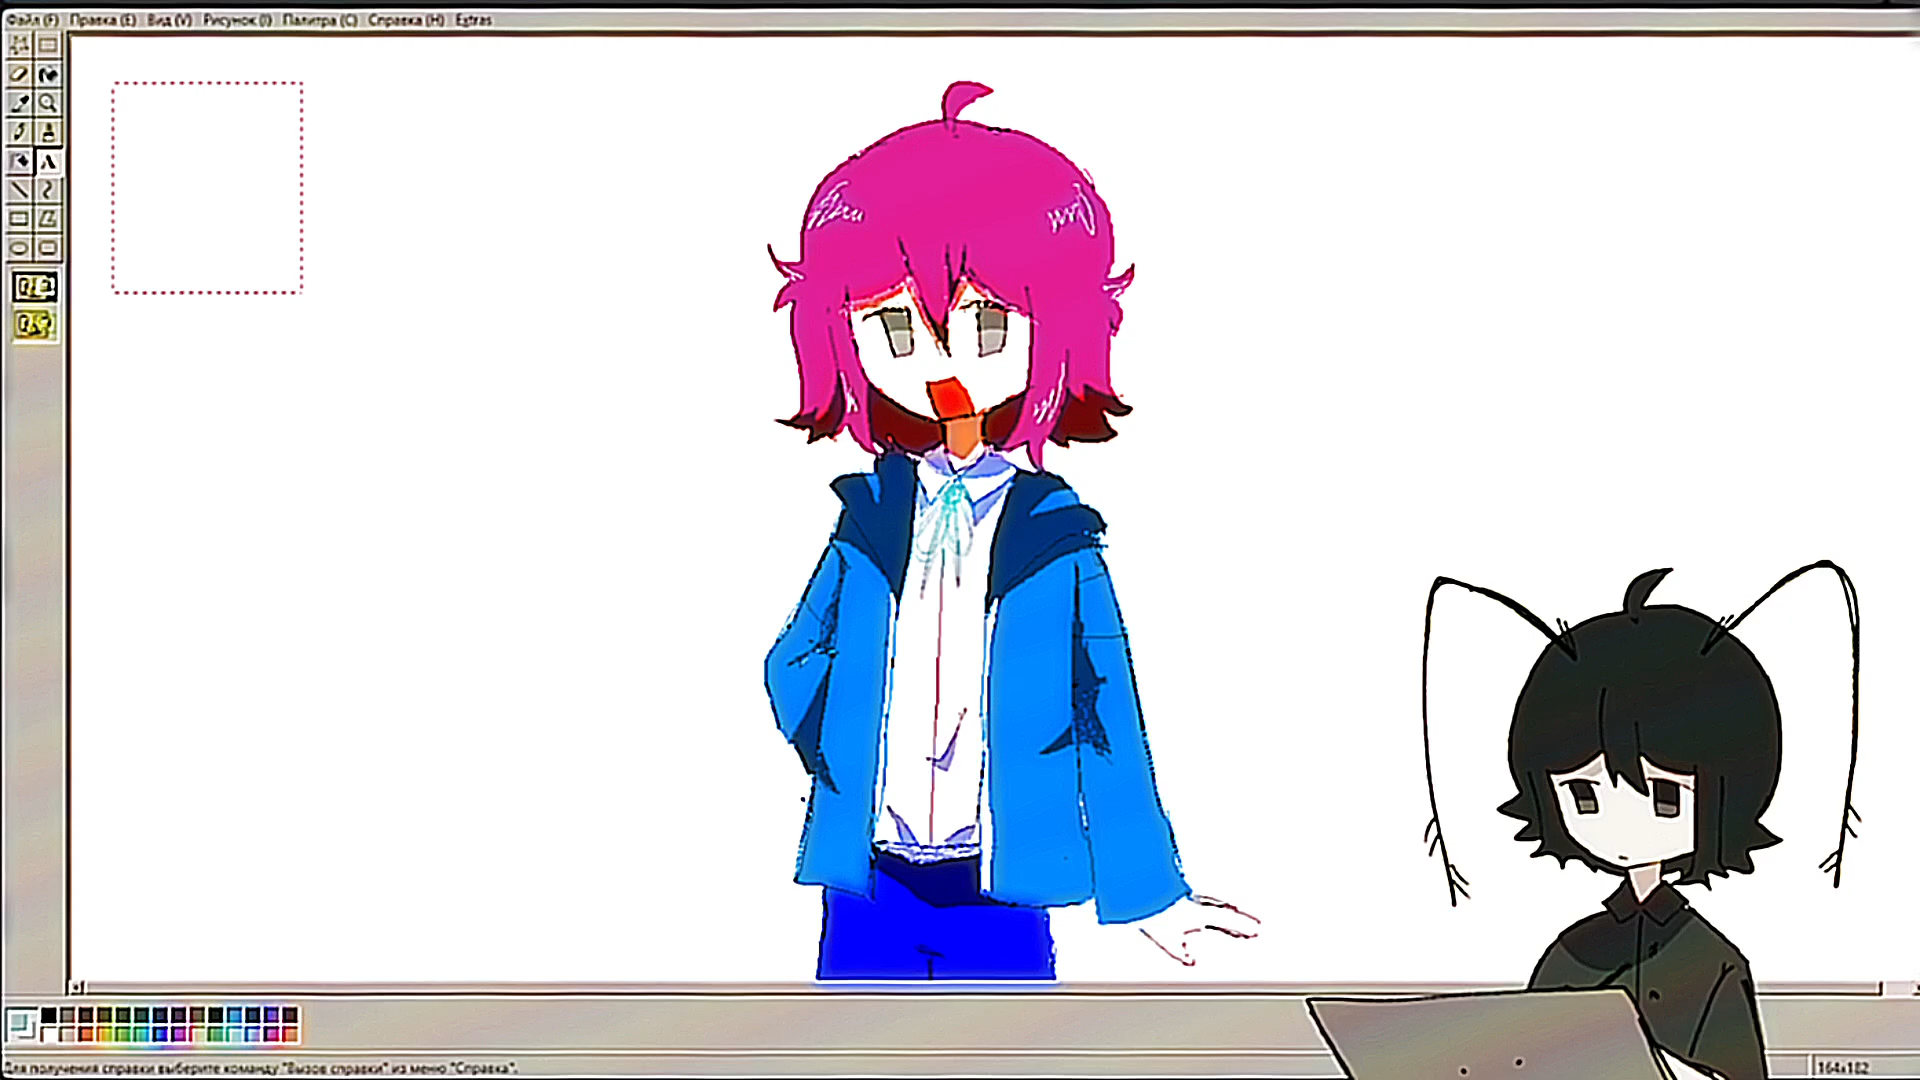 Файл (F) Правка (E) Вид (V) Рисунок (I) Палитра (C) Справка (H) Extras
A
Для получения справки выберите команду "Вызов справки" из меню "Справка".
164x182